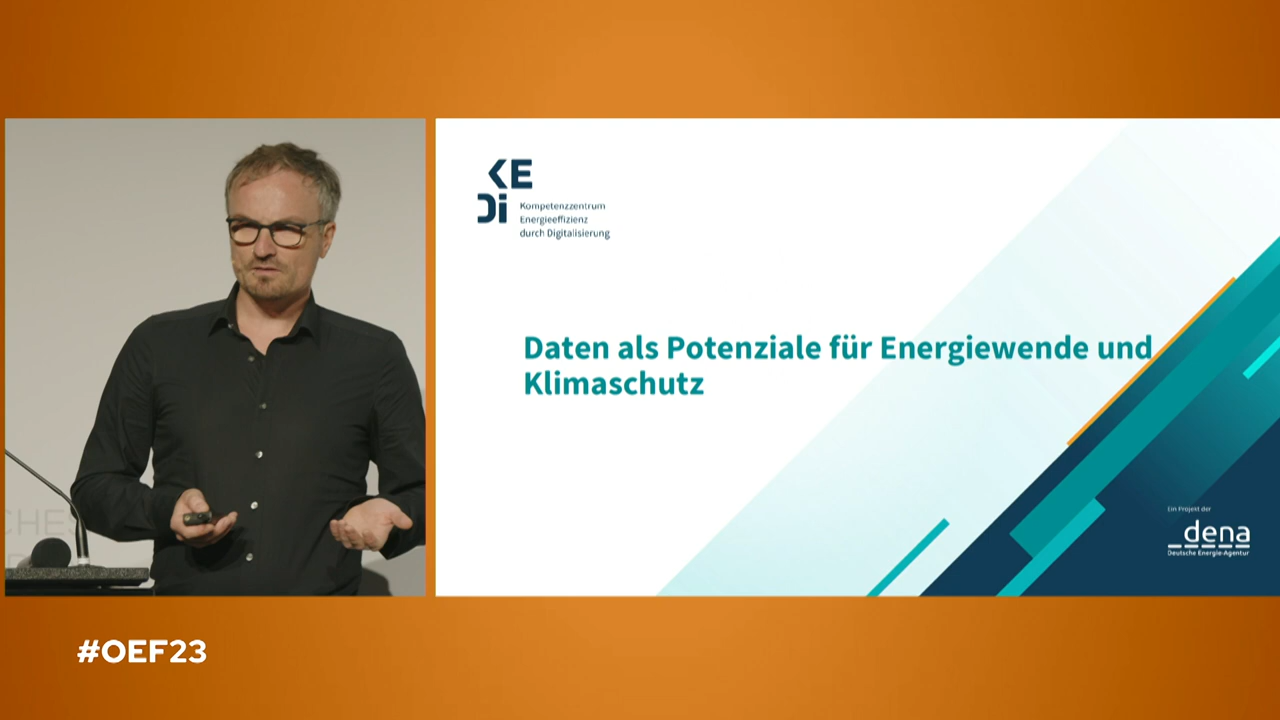 KE
Di
Kompetenzzentrum
Energieeffizienz
durch Digitalisierung
Daten als Potenziale für Energiewende und
Klimaschutz
Ein Projekt der
dena
Deutsche Energie-Agentur
CHES
#OEF23